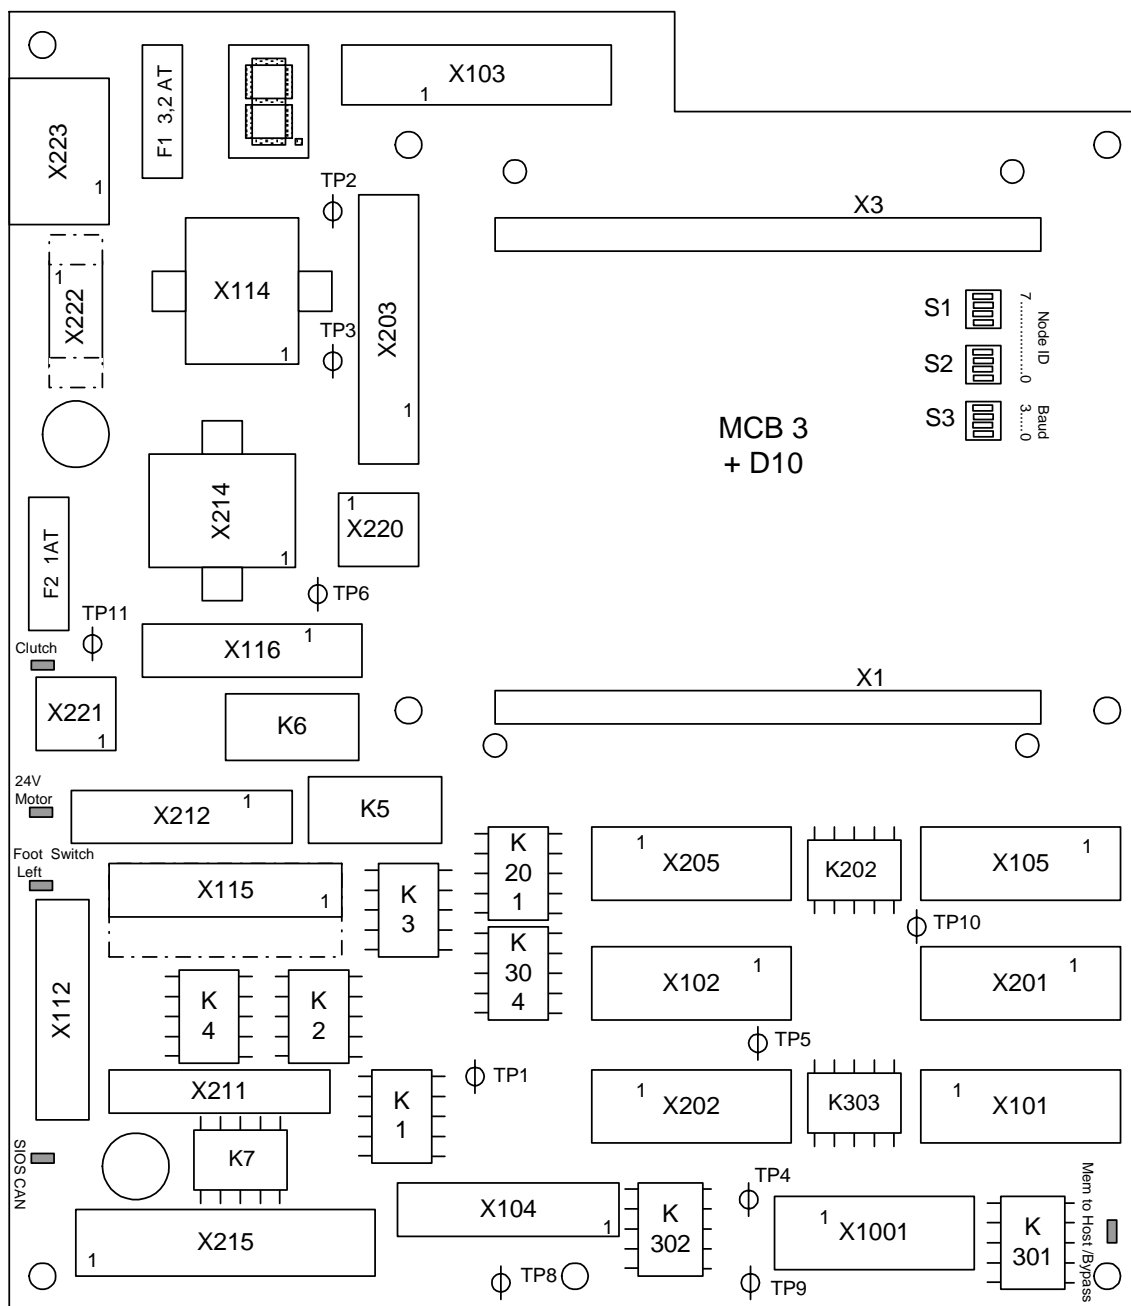 X103
1
F1 3,2 AT
X223
1
TP2
X3
X114
1
1
X222
TP3
X203
1
S1
S2
S3
7...............0
Node ID
3.....0
Baud
MCB 3
+ D10
X214
1
1
X220
F2 1AT
TP6
TP11
Clutch
X116
1
X1
X221
1
K6
24V
Motor
X212
1
K5
Foot Switch
Left
X115
1
K
3
K
20
1
1
X205
K202
X105
1
TP10
K
30
4
X102
1
X201
1
X112
K
4
K
2
TP5
X211
TP1
K
1
1
X202
K303
1
X101
SIOS CAN
K7
TP4
X104
1
K
302
1
X1001
K
301
Mem to Host /Bypass
X215
1
TP8
TP9